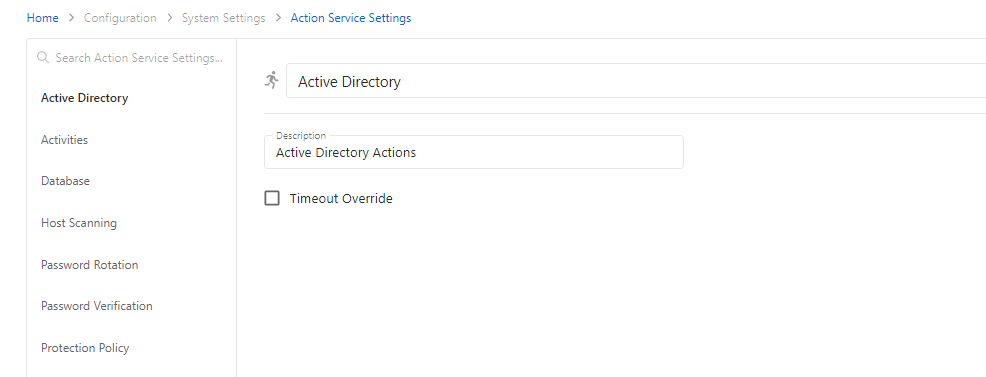 Home > Configuration > System Settings > Action Service Settings
Search Action Service Settings...
Active Directory
Activities
Database
Host Scanning
Password Rotation
Password Verification
Protection Policy
Active Directory
Description
Active Directory Actions
Timeout Override